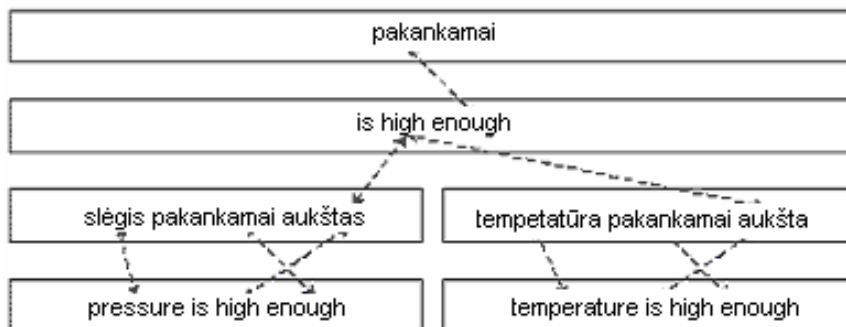 pakankamai
is high enough
slėgis pakankamai aukštas
tempetatūra pakankamai aukšta
pressure is high enough
temperature is high enough